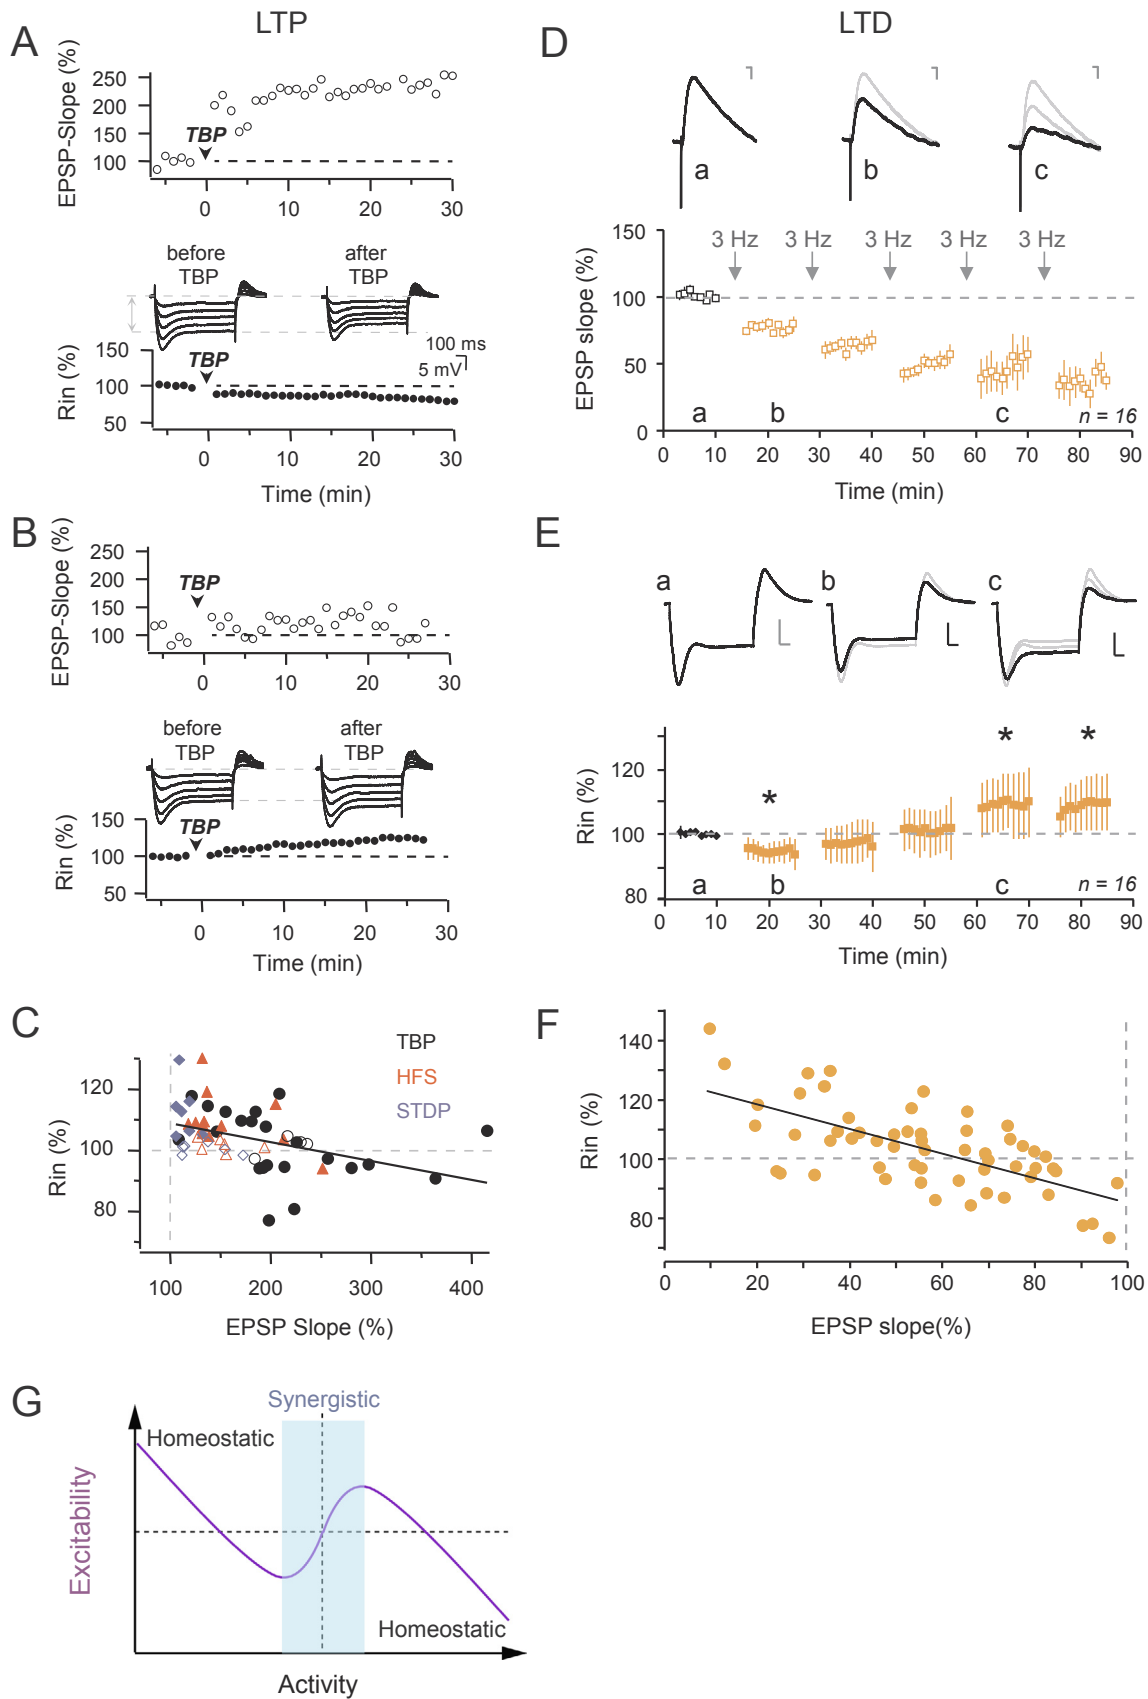 LTP
LTD
A
EPSP-Slope (%)
250
200
150
100
TBP
0
10
20
30
before
TBP
after
TBP
100 ms
5 mV
Rin (%)
150
100
50
TBP
0
10
20
30
Time (min)
B
EPSP-Slope (%)
250
200
150
100
TBP
0
10
20
30
before
TBP
after
TBP
Rin (%)
150
100
50
TBP
0
10
20
30
Time (min)
C
TBP
HFS
STDP
Rin (%)
120
100
80
100
200
300
400
EPSP Slope (%)
D
a
b
c
EPSP slope (%)
150
100
50
0
3 Hz
3 Hz
3 Hz
3 Hz
3 Hz
a
b
c
n = 16
0
10
20
30
40
50
60
70
80
90
Time (min)
E
a
b
c
Rin (%)
120
100
80
*
*
*
a
b
c
n = 16
0
10
20
30
40
50
60
70
80
90
Time (min)
F
Rin (%)
140
120
100
80
0
20
40
60
80
100
EPSP slope(%)
G
Synergistic
Homeostatic
Excitability
Homeostatic
Activity